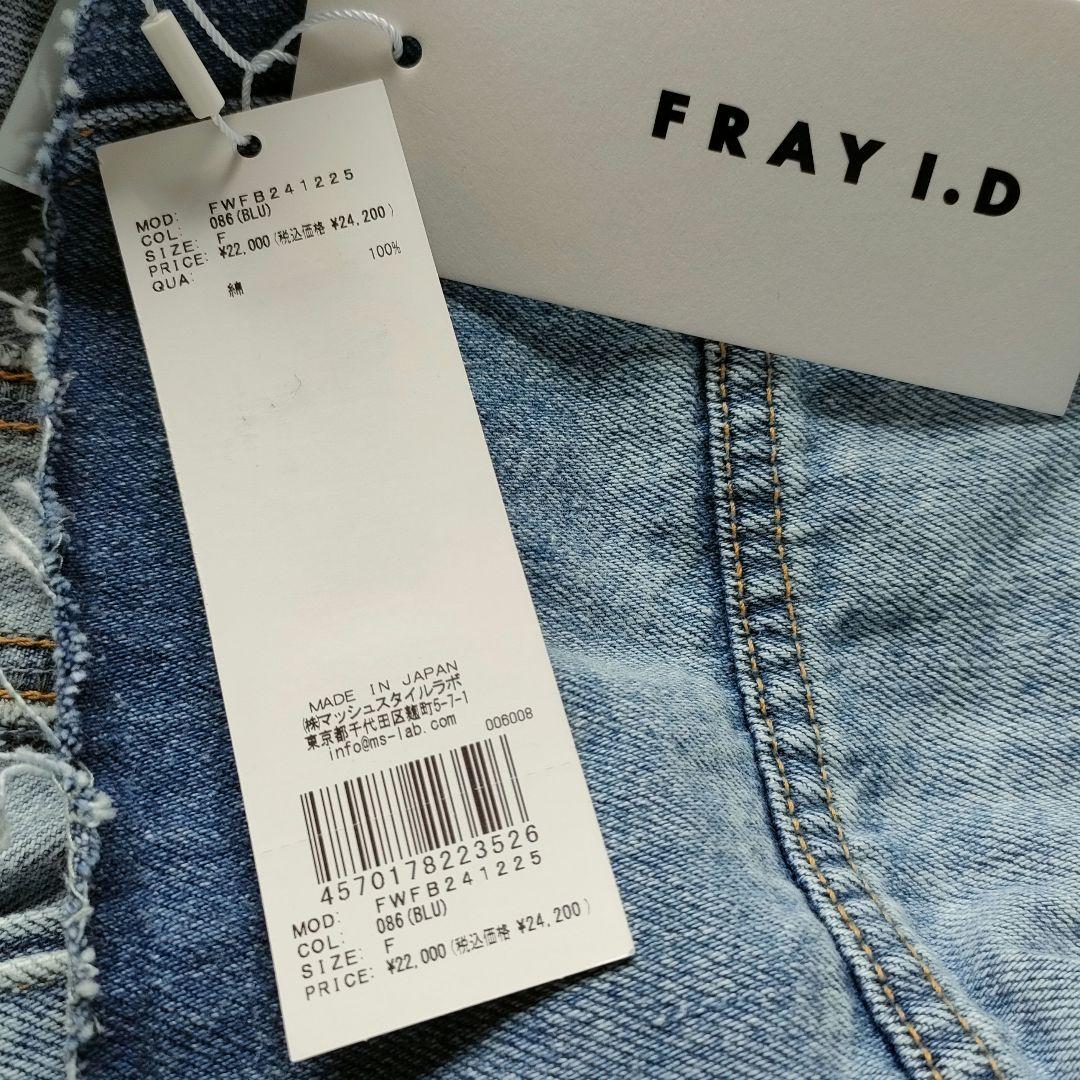 FRAY I.D
MOD: FWFB241225
COL: 086(BLU)
SIZE: F
PRICE: ¥22,000(税込価格 ¥24,200)
QUA: 綿 100%
MADE IN JAPAN
㈱マッシュスタイルラボ
東京都千代田区麹町5-7-1
info@ms-lab.com 006008
4570178223526
MOD: FWFB241225
COL: 086(BLU)
SIZE: F
PRICE: ¥22,000(税込価格 ¥24,200)